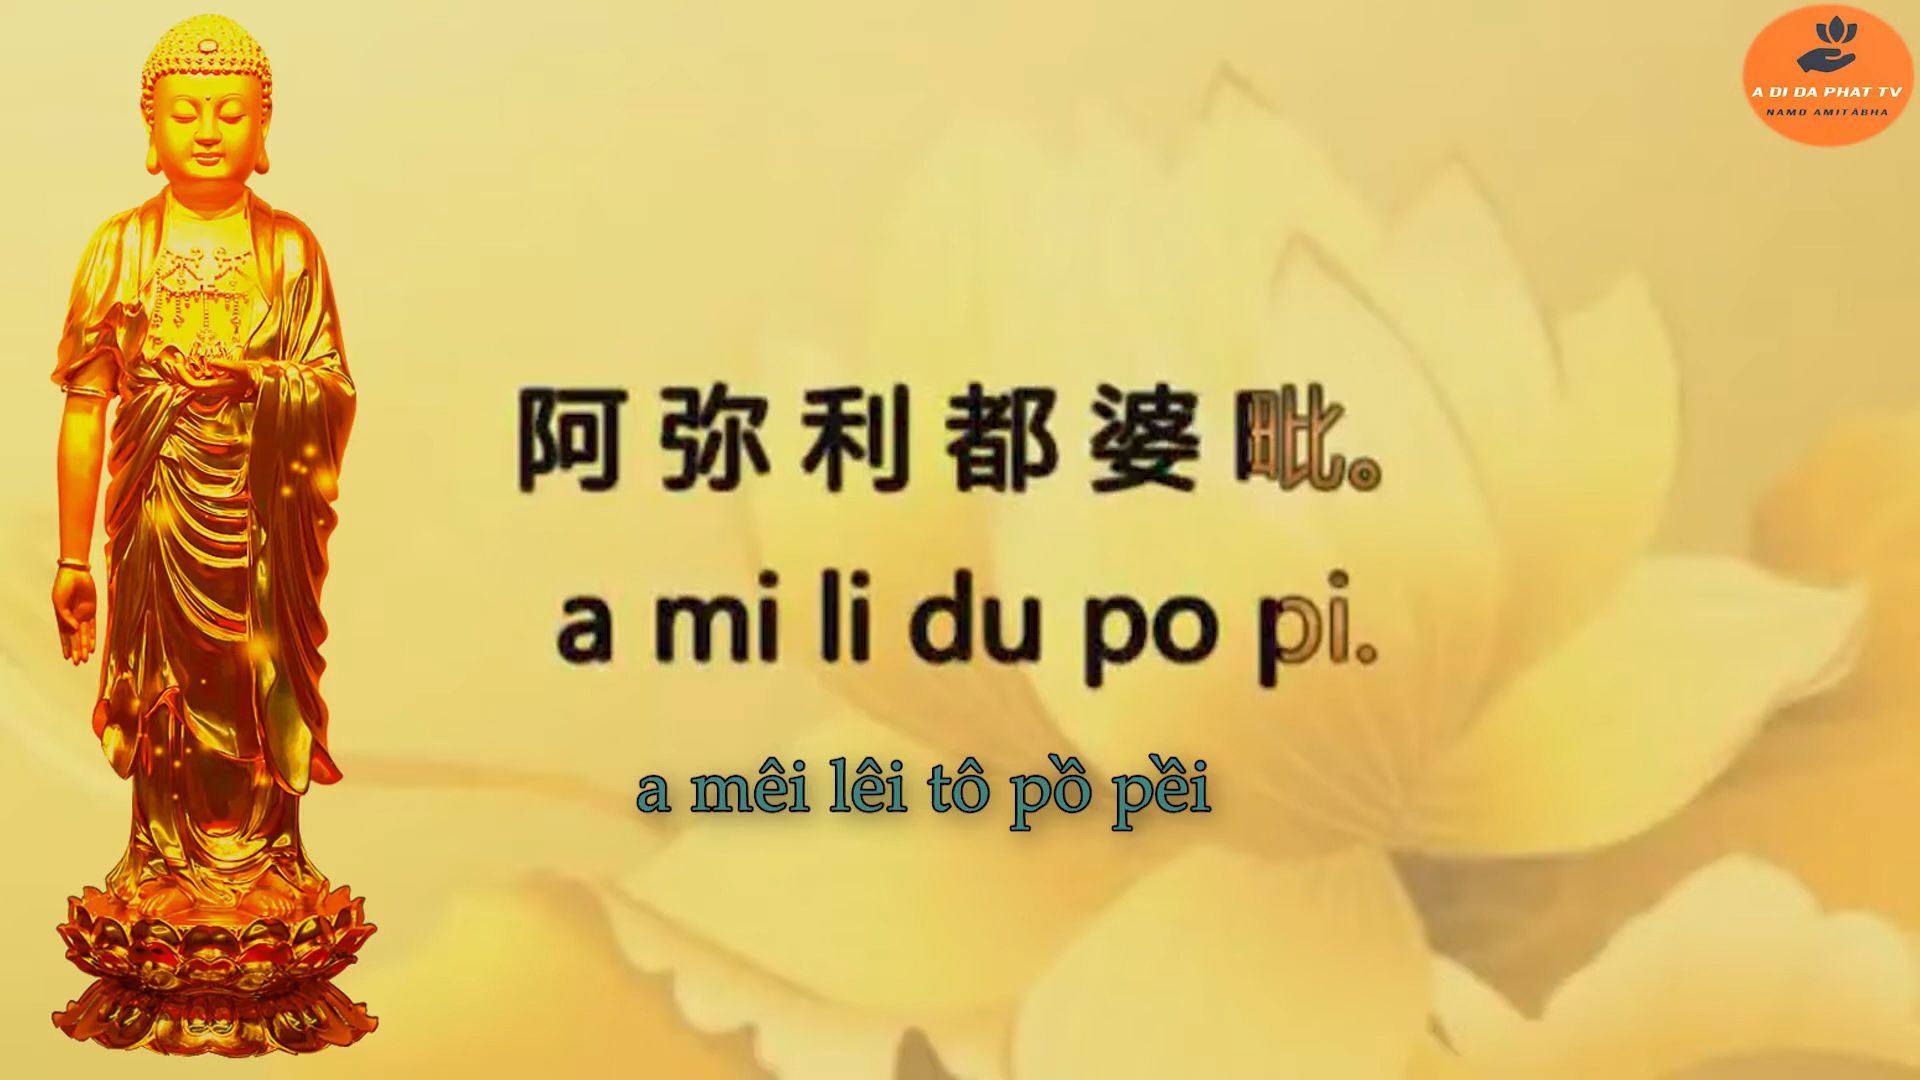 A DI DA PHAT TV
NAMO AMITÂBHA
阿弥利都婆毗。
a mi li du po pi.
a mêi lêi tô pồ pềi